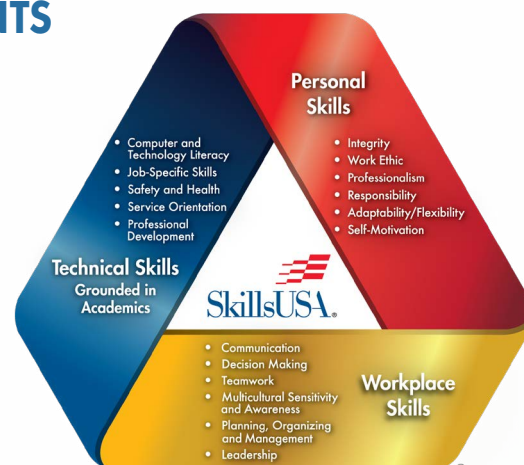 ITS
Personal
Skills
• Integrity
• Work Ethic
• Professionalism
• Responsibility
• Adaptability/Flexibility
• Self-Motivation
• Computer and
Technology Literacy
• Job-Specific Skills
• Safety and Health
• Service Orientation
• Professional
Development
Technical Skills
Grounded in
Academics
SkillsUSA®
• Communication
• Decision Making
• Teamwork
• Multicultural Sensitivity
and Awareness
• Planning, Organizing
and Management
• Leadership
Workplace
Skills